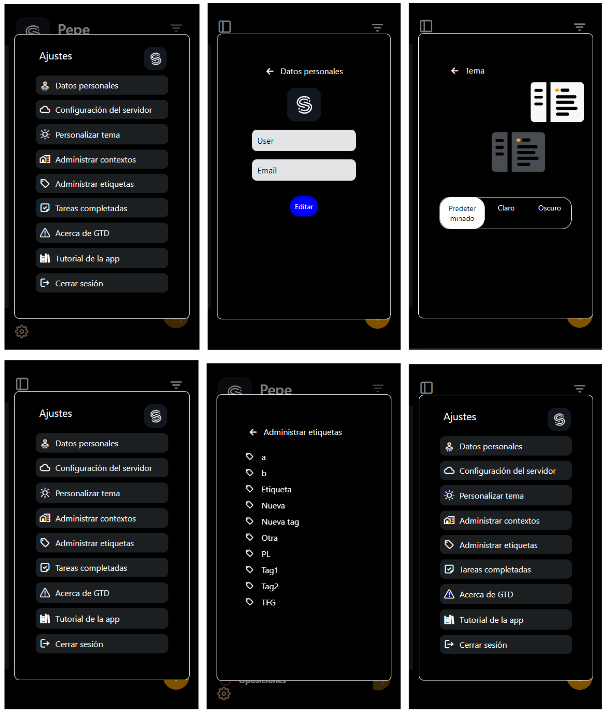 Pepe
Ajustes
Datos personales
Configuración del servidor
Personalizar tema
Administrar contextos
Administrar etiquetas
Tareas completadas
Acerca de GTD
Tutorial de la app
Cerrar sesión
Datos personales
User
Email
Editar
Tema
Predeter
minado
Claro
Oscuro
Ajustes
Datos personales
Configuración del servidor
Personalizar tema
Administrar contextos
Administrar etiquetas
Tareas completadas
Acerca de GTD
Tutorial de la app
Cerrar sesión
Pepe
Administrar etiquetas
a
b
Etiqueta
Nueva
Nueva tag
Otra
PL
Tag1
Tag2
TFG
Oposiciones
Ajustes
Datos personales
Configuración del servidor
Personalizar tema
Administrar contextos
Administrar etiquetas
Tareas completadas
Acerca de GTD
Tutorial de la app
Cerrar sesión